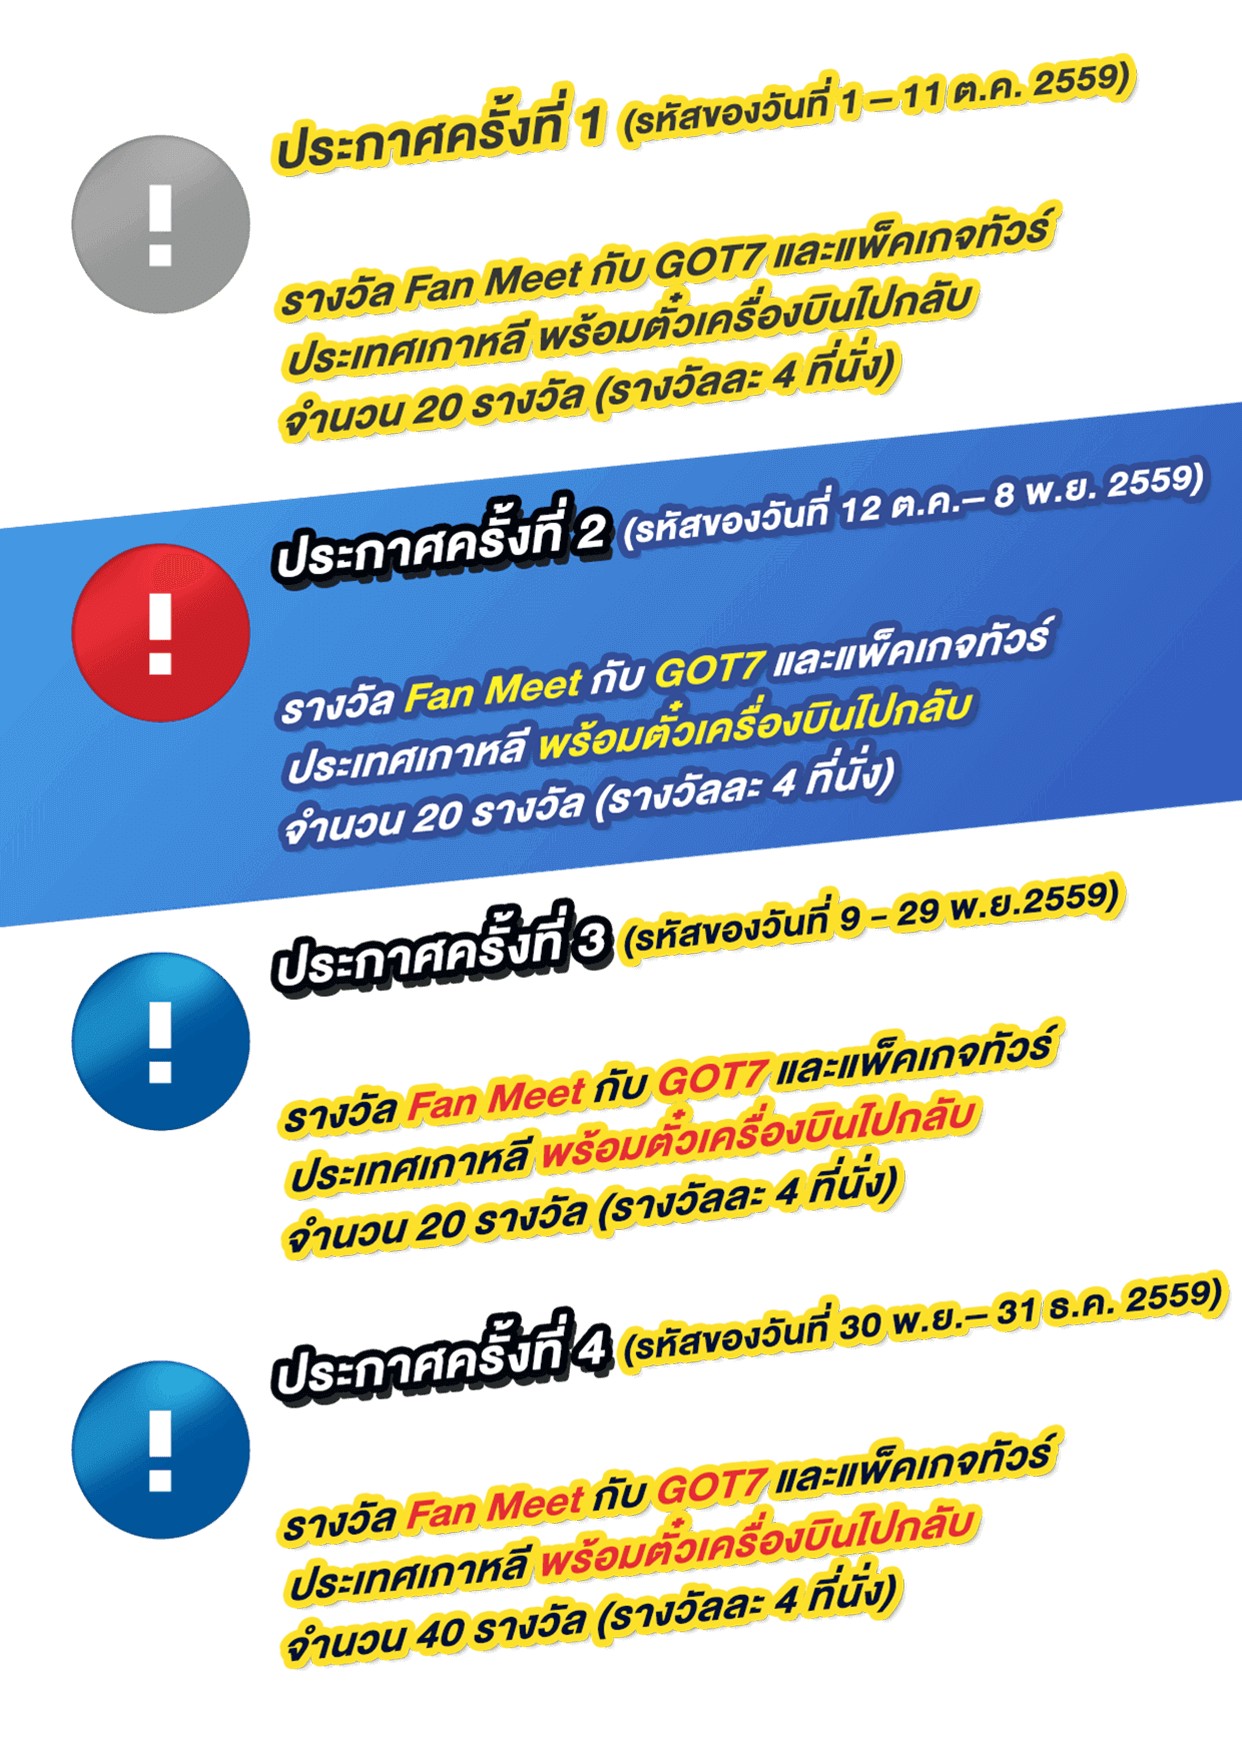 ประกาศครั้งที่ 1 (รหัสของวันที่ 1 – 11 ต.ค. 2559)
รางวัล Fan Meet กับ GOT7 และแพ็คเกจทัวร์
ประเทศเกาหลี พร้อมตั๋วเครื่องบินไปกลับ
จำนวน 20 รางวัล (รางวัลละ 4 ที่นั่ง)
ประกาศครั้งที่ 2 (รหัสของวันที่ 12 ต.ค.– 8 พ.ย. 2559)
รางวัล Fan Meet กับ GOT7 และแพ็คเกจทัวร์
ประเทศเกาหลี พร้อมตั๋วเครื่องบินไปกลับ
จำนวน 20 รางวัล (รางวัลละ 4 ที่นั่ง)
ประกาศครั้งที่ 3 (รหัสของวันที่ 9 - 29 พ.ย.2559)
รางวัล Fan Meet กับ GOT7 และแพ็คเกจทัวร์
ประเทศเกาหลี พร้อมตั๋วเครื่องบินไปกลับ
จำนวน 20 รางวัล (รางวัลละ 4 ที่นั่ง)
ประกาศครั้งที่ 4 (รหัสของวันที่ 30 พ.ย.– 31 ธ.ค. 2559)
รางวัล Fan Meet กับ GOT7 และแพ็คเกจทัวร์
ประเทศเกาหลี พร้อมตั๋วเครื่องบินไปกลับ
จำนวน 40 รางวัล (รางวัลละ 4 ที่นั่ง)